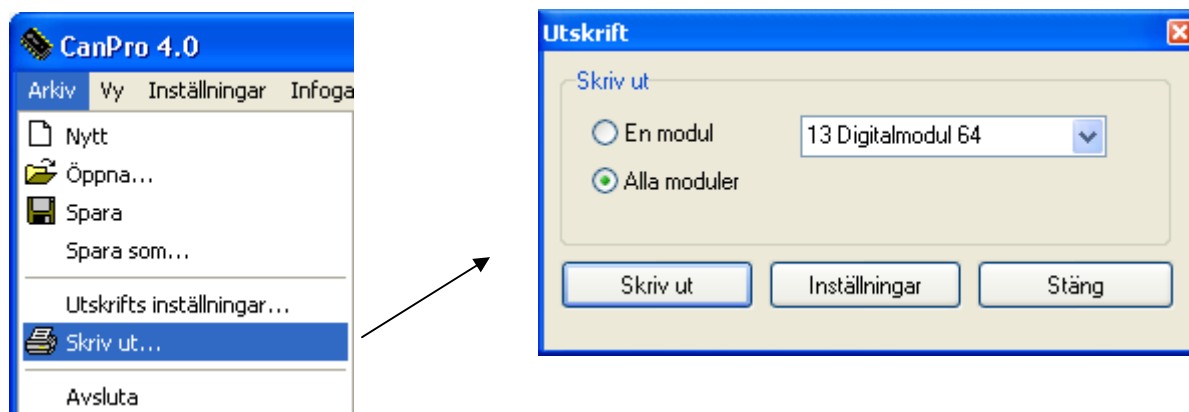 CanPro 4.0
Arkiv Vy Inställningar Infoga
Nytt
Öppna...
Spara
Spara som...
Utskrifts inställningar...
Skriv ut...
Avsluta
Utskrift
Skriv ut
En modul 13 Digitalmodul 64
Alla moduler
Skriv ut Inställningar Stäng